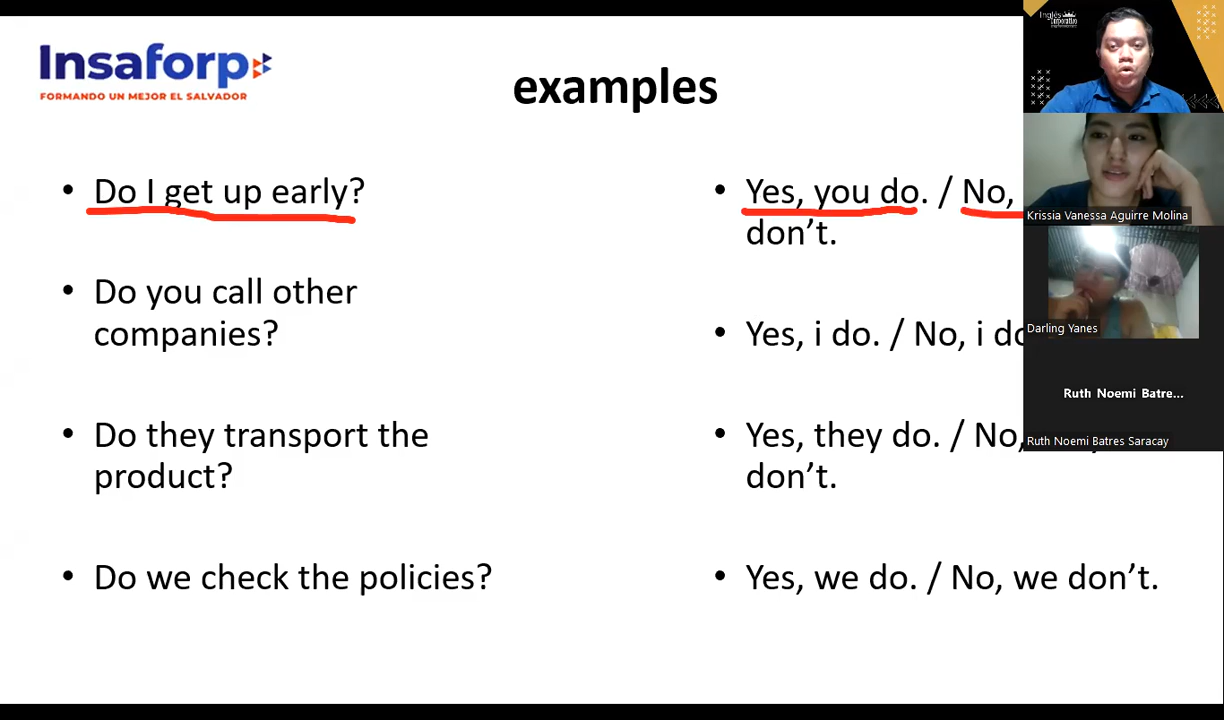 Insaforp
FORMANDO UN MEJOR EL SALVADOR
examples
• Do I get up early?
• Do you call other
companies?
• Do they transport the
product?
• Do we check the policies?
• Yes, you do. / No,
don't.
• Yes, i do. / No, i do
• Yes, they do. / No,
don't.
• Yes, we do. / No, we don't.
Inglés
Corporativo
Krissia Vanessa Aguirre Molina
Darling Yanes
Ruth Noemi Batre...
Ruth Noemi Batres Saracay